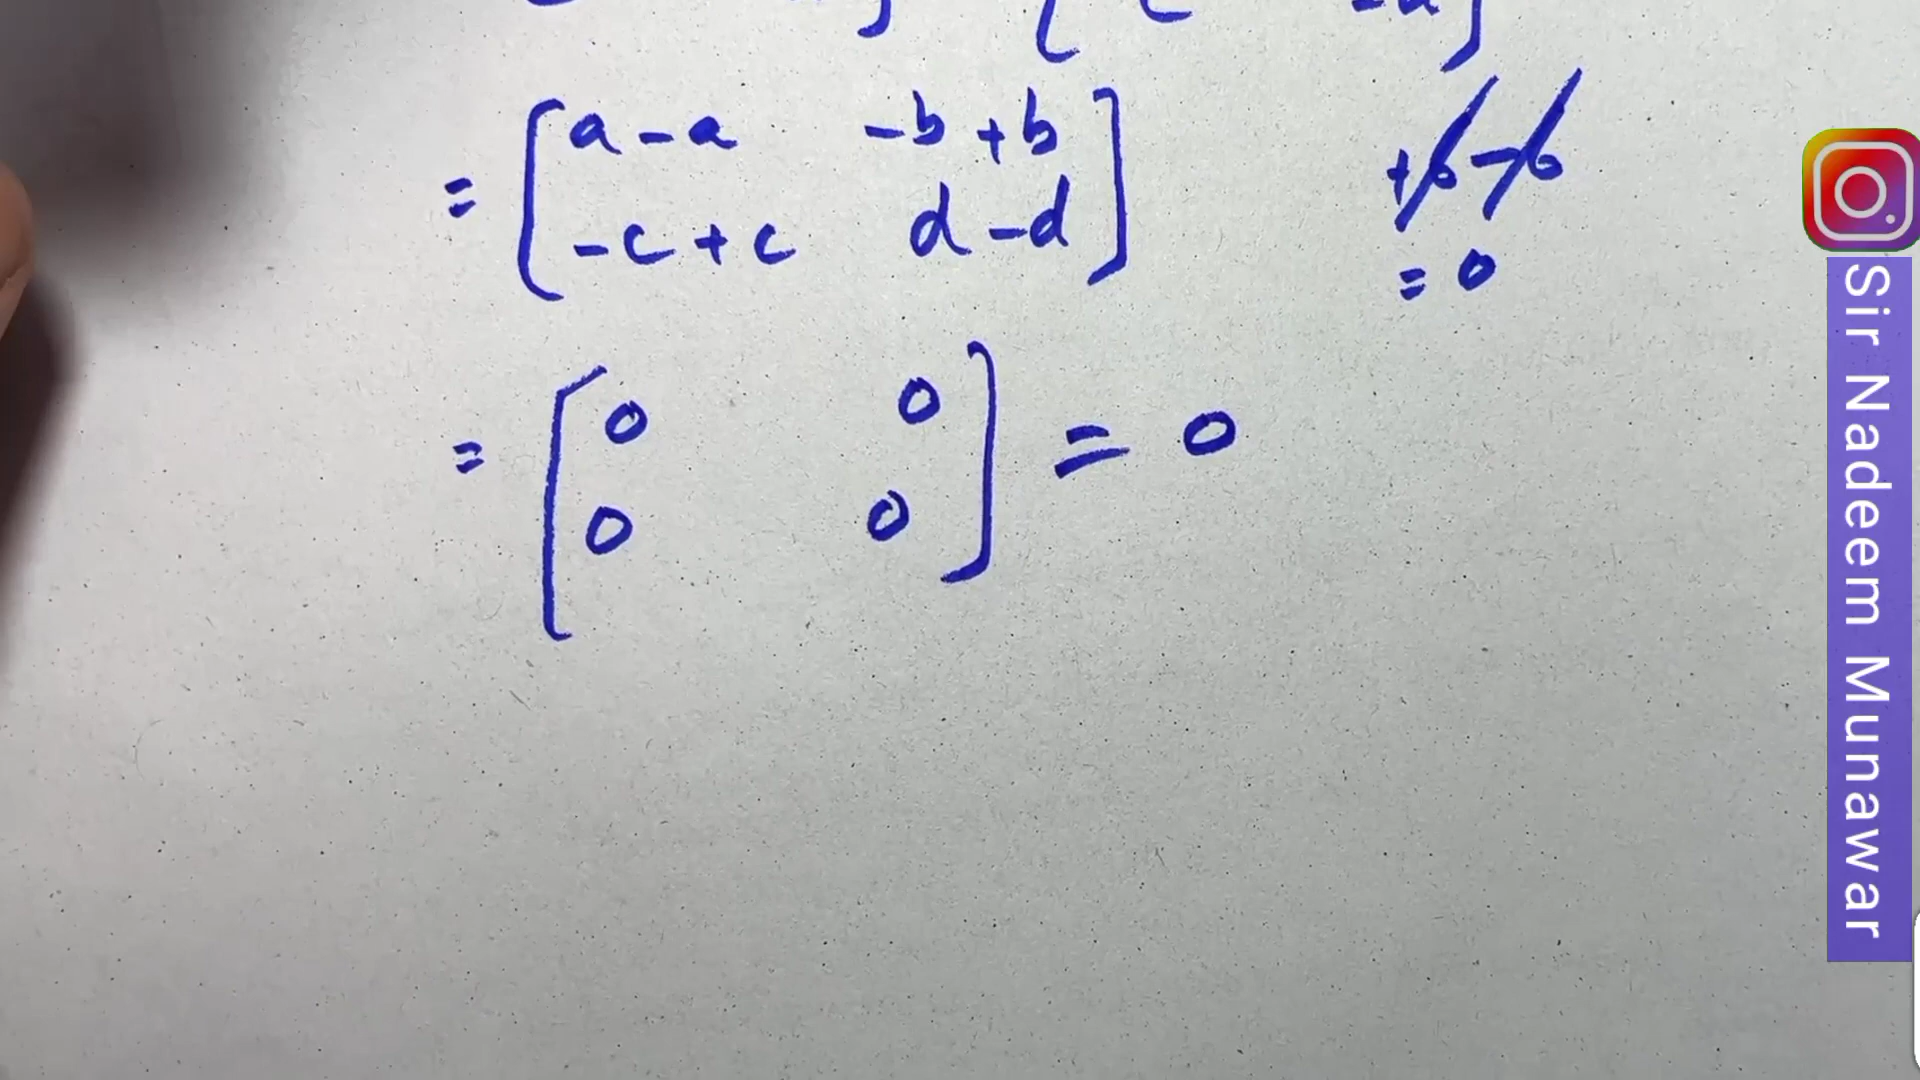 = [ a - a   - b + b ]
[ - c + c   d - d ]
+b - b
= 0
= [ 0   0 ] = 0
[ 0   0 ]
Sir Nadeem Munawar